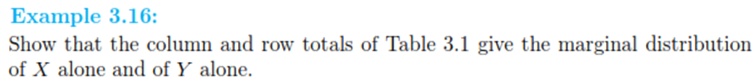 Example 3.16:
Show that the column and row totals of Table 3.1 give the marginal distribution
of X alone and of Y alone.